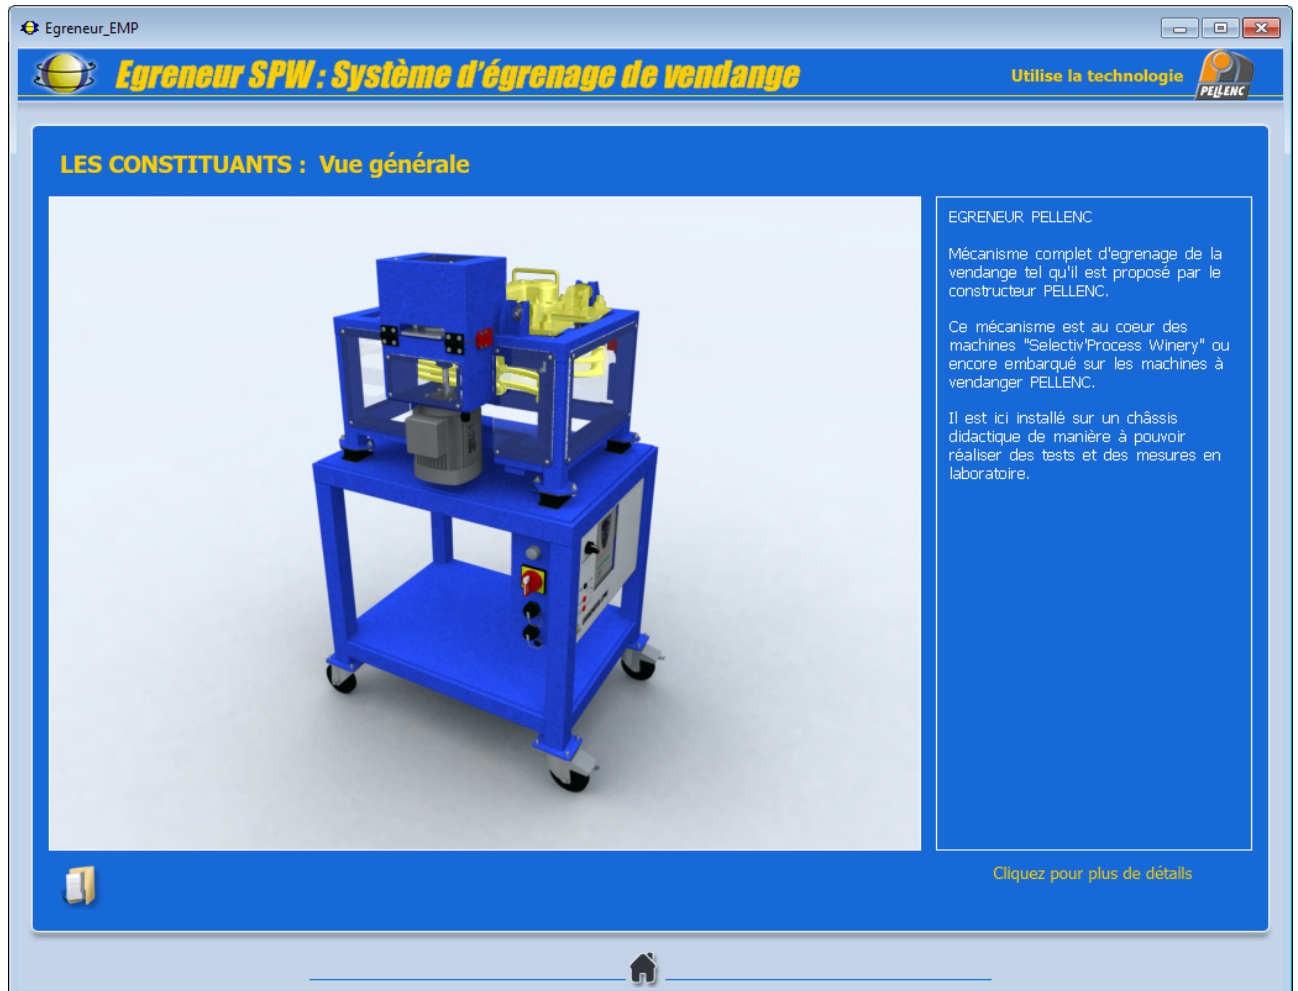 Egreneur_EMP
Egreneur SPW : Système d'égrenage de vendange
Utilise la technologie
PELLENC
LES CONSTITUANTS : Vue générale
EGRENEUR PELLENC
Mécanisme complet d'egrenage de la
vendange tel qu'il est proposé par le
constructeur PELLENC.
Ce mécanisme est au coeur des
machines "Selectiv'Process Winery" ou
encore embarqué sur les machines à
vendanger PELLENC.
Il est ici installé sur un châssis
didactique de manière à pouvoir
réaliser des tests et des mesures en
laboratoire.
Cliquez pour plus de détails